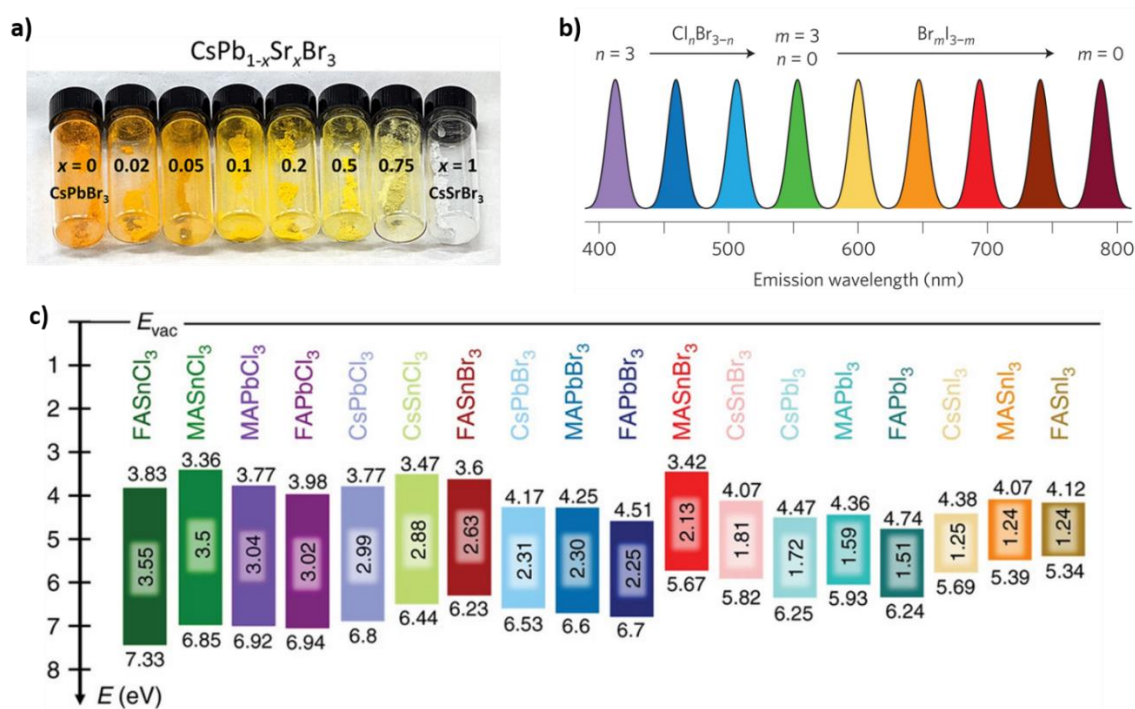 a)
CsPb1-xSrxBr3
x = 0
CsPbBr3
0.02
0.05
0.1
0.2
0.5
0.75
x = 1
CsSrBr3
b)
n = 3
ClnBr3–n
m = 3
n = 0
BrmI3–m
m = 0
400 500 600 700 800
Emission wavelength (nm)
c)
Evac
1
2
3
4
5
6
7
8
E (eV)
FASnCl3
3.83
3.55
7.33
MASnCl3
3.36
3.5
6.85
MAPbCl3
3.77
3.04
6.92
FAPbCl3
3.98
3.02
6.94
CsPbCl3
3.77
2.99
6.8
CsSnCl3
3.47
2.88
6.44
FASnBr3
3.6
2.63
6.23
CsPbBr3
4.17
2.31
6.53
MAPbBr3
4.25
2.30
6.6
FAPbBr3
4.51
2.25
6.7
MASnBr3
3.42
2.13
5.67
CsSnBr3
4.07
1.81
5.82
CsPbI3
4.47
1.72
6.25
MAPbI3
4.36
1.59
5.93
FAPbI3
4.74
1.51
6.24
CsSnI3
4.38
1.25
5.69
MASnI3
4.07
1.24
5.39
FASnI3
4.12
1.24
5.34